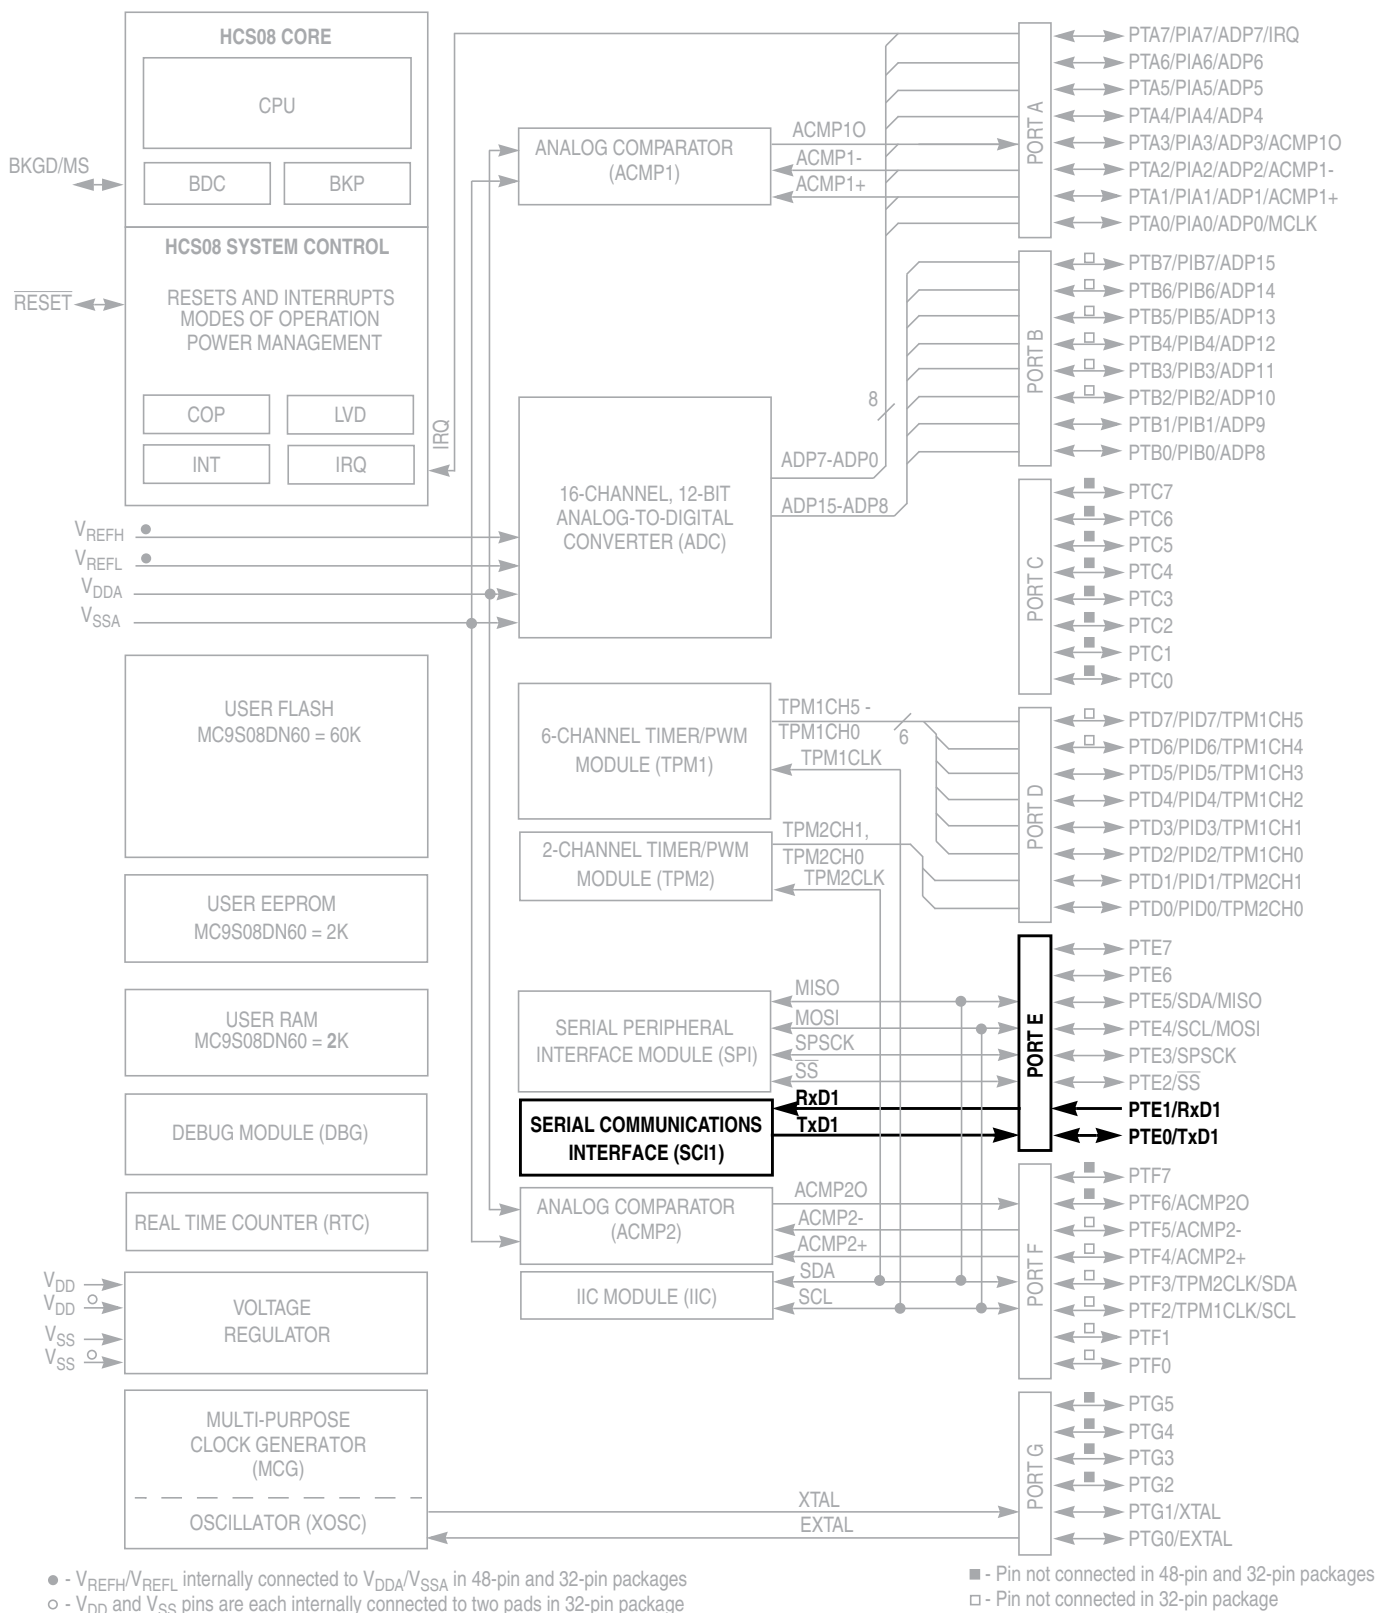 HCS08 CORE
CPU
BDC
BKP
BKGD/MS
HCS08 SYSTEM CONTROL
RESETS AND INTERRUPTS
MODES OF OPERATION
POWER MANAGEMENT
RESET
COP
LVD
INT
IRQ
IRQ
VREFH
VREFL
VDDA
VSSA
USER FLASH
MC9S08DN60 = 60K
USER EEPROM
MC9S08DN60 = 2K
USER RAM
MC9S08DN60 = 2K
DEBUG MODULE (DBG)
REAL TIME COUNTER (RTC)
VDD
VDD
VSS
VSS
VOLTAGE
REGULATOR
MULTI-PURPOSE
CLOCK GENERATOR
(MCG)
OSCILLATOR (XOSC)
ANALOG COMPARATOR
(ACMP1)
ACMP1O
ACMP1-
ACMP1+
16-CHANNEL, 12-BIT
ANALOG-TO-DIGITAL
CONVERTER (ADC)
8
ADP7-ADP0
ADP15-ADP8
6-CHANNEL TIMER/PWM
MODULE (TPM1)
TPM1CH5 -
TPM1CH0
6
TPM1CLK
2-CHANNEL TIMER/PWM
MODULE (TPM2)
TPM2CH1,
TPM2CH0
TPM2CLK
SERIAL PERIPHERAL
INTERFACE MODULE (SPI)
MISO
MOSI
SPSCK
SS
SERIAL COMMUNICATIONS
INTERFACE (SCI1)
RxD1
TxD1
ANALOG COMPARATOR
(ACMP2)
ACMP2O
ACMP2-
ACMP2+
IIC MODULE (IIC)
SDA
SCL
XTAL
EXTAL
PORT A
PTA7/PIA7/ADP7/IRQ
PTA6/PIA6/ADP6
PTA5/PIA5/ADP5
PTA4/PIA4/ADP4
PTA3/PIA3/ADP3/ACMP1O
PTA2/PIA2/ADP2/ACMP1-
PTA1/PIA1/ADP1/ACMP1+
PTA0/PIA0/ADP0/MCLK
PORT B
PTB7/PIB7/ADP15
PTB6/PIB6/ADP14
PTB5/PIB5/ADP13
PTB4/PIB4/ADP12
PTB3/PIB3/ADP11
PTB2/PIB2/ADP10
PTB1/PIB1/ADP9
PTB0/PIB0/ADP8
PORT C
PTC7
PTC6
PTC5
PTC4
PTC3
PTC2
PTC1
PTC0
PORT D
PTD7/PID7/TPM1CH5
PTD6/PID6/TPM1CH4
PTD5/PID5/TPM1CH3
PTD4/PID4/TPM1CH2
PTD3/PID3/TPM1CH1
PTD2/PID2/TPM1CH0
PTD1/PID1/TPM2CH1
PTD0/PID0/TPM2CH0
PORT E
PTE7
PTE6
PTE5/SDA/MISO
PTE4/SCL/MOSI
PTE3/SPSCK
PTE2/SS
PTE1/RxD1
PTE0/TxD1
PORT F
PTF7
PTF6/ACMP2O
PTF5/ACMP2-
PTF4/ACMP2+
PTF3/TPM2CLK/SDA
PTF2/TPM1CLK/SCL
PTF1
PTF0
PORT G
PTG5
PTG4
PTG3
PTG2
PTG1/XTAL
PTG0/EXTAL
● - VREFH/VREFL internally connected to VDDA/VSSA in 48-pin and 32-pin packages
○ - VDD and VSS pins are each internally connected to two pads in 32-pin package
■ - Pin not connected in 48-pin and 32-pin packages
□ - Pin not connected in 32-pin package